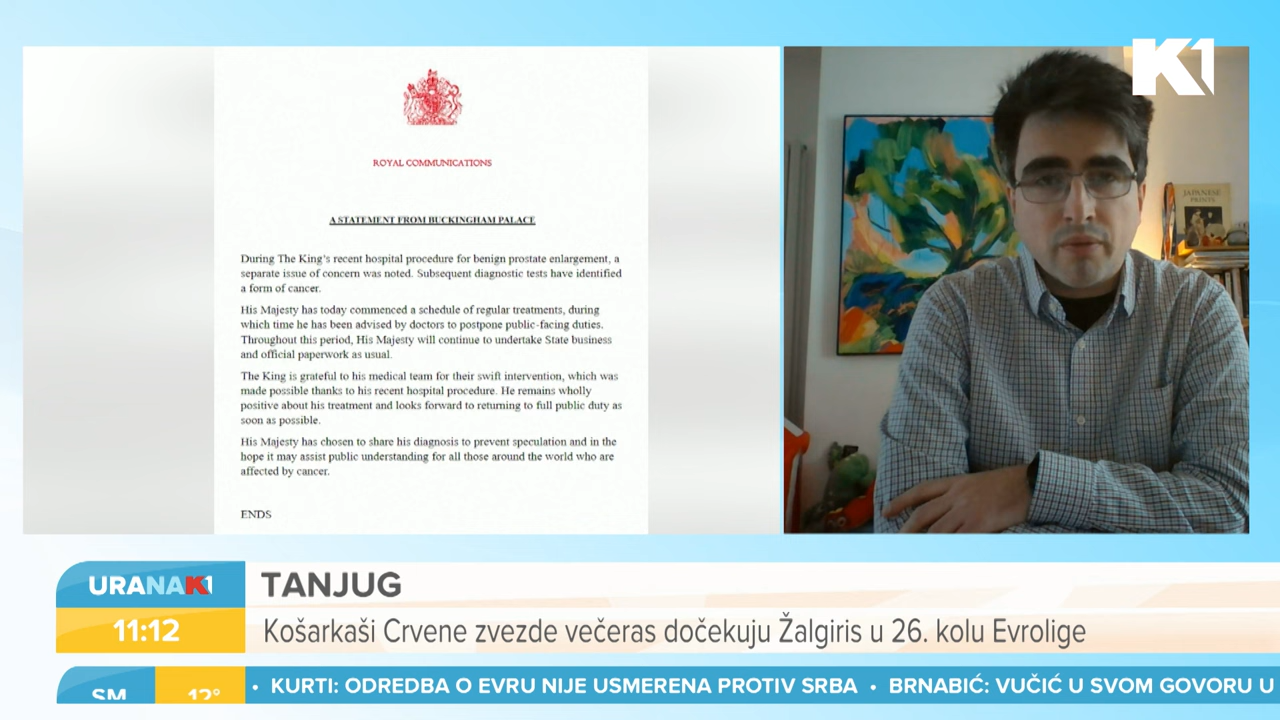 K1
ROYAL COMMUNICATIONS
A STATEMENT FROM BUCKINGHAM PALACE
During The King's recent hospital procedure for benign prostate enlargement, a
separate issue of concern was noted. Subsequent diagnostic tests have identified
a form of cancer.
His Majesty has today commenced a schedule of regular treatments, during
which time he has been advised by doctors to postpone public-facing duties.
Throughout this period, His Majesty will continue to undertake State business
and official paperwork as usual.
The King is grateful to his medical team for their swift intervention, which was
made possible thanks to his recent hospital procedure. He remains wholly
positive about his treatment and looks forward to returning to full public duty as
soon as possible.
His Majesty has chosen to share his diagnosis to prevent speculation and in the
hope it may assist public understanding for all those around the world who are
affected by cancer.
ENDS
JAPANESE
PRINTS
URANAK1
TANJUG
11:12
Košarkaši Crvene zvezde večeras dočekuju Žalgiris u 26. kolu Evrolige
SM 12°
• KURTI: ODREDBA O EVRU NIJE USMERENA PROTIV SRBA • BRNABIĆ: VUČIĆ U SVOM GOVORU U